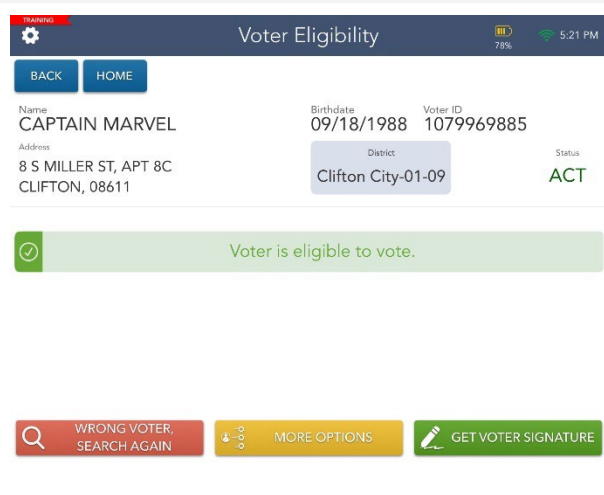 TRAINING
Voter Eligibility
78%
5:21 PM
BACK
HOME
Name
CAPTAIN MARVEL
Birthdate
09/18/1988
Voter ID
1079969885
Address
8 S MILLER ST, APT 8C
CLIFTON, 08611
District
Clifton City-01-09
Status
ACT
Voter is eligible to vote.
WRONG VOTER,
SEARCH AGAIN
MORE OPTIONS
GET VOTER SIGNATURE